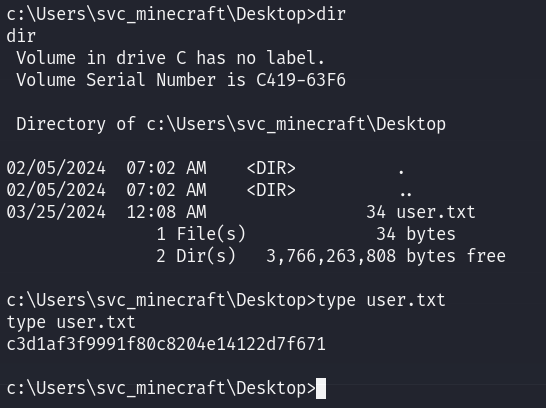 c:\Users\svc_minecraft\Desktop>dir
dir
 Volume in drive C has no label.
 Volume Serial Number is C419-63F6

 Directory of c:\Users\svc_minecraft\Desktop

02/05/2024  07:02 AM    <DIR>          .
02/05/2024  07:02 AM    <DIR>          ..
03/25/2024  12:08 AM                34 user.txt
               1 File(s)             34 bytes
               2 Dir(s)   3,766,263,808 bytes free

c:\Users\svc_minecraft\Desktop>type user.txt
type user.txt
c3d1af3f9991f80c8204e14122d7f671

c:\Users\svc_minecraft\Desktop>